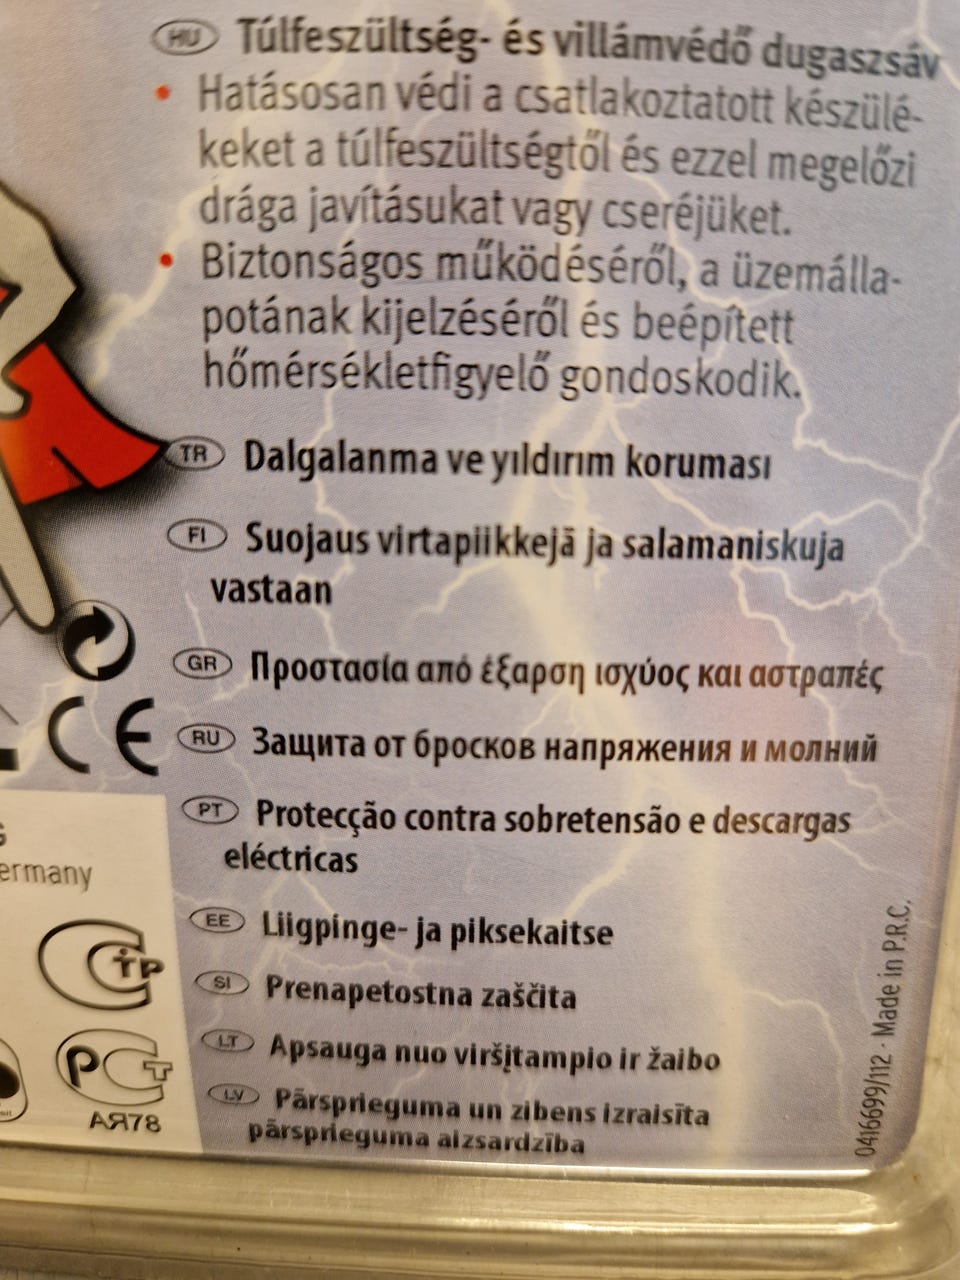 HU Túlfeszültség- és villámvédő dugaszsáv
• Hatásosan védi a csatlakoztatott készülé-
keket a túlfeszültségtől és ezzel megelőzi
drága javításukat vagy cseréjüket.
• Biztonságos működéséről, a üzemálla-
potának kijelzéséről és beépített
hőmérsékletfigyelő gondoskodik.
TR Dalgalanma ve yıldırım koruması
FI Suojaus virtapiikkejä ja salamaniskuja
vastaan
GR Προστασία από έξαρση ισχύος και αστραπές
CE
RU Защита от бросков напряжения и молний
PT Protecção contra sobretensão e descargas
eléctricas
G
ermany
EE Liigpinge- ja piksekaitse
SI Prenapetostna zaščita
LT Apsauga nuo viršįtampio ir žaibo
LV Pārsprieguma un zibens izraisīta
pārsprieguma aizsardzība
АЯ78
0416699/112 · Made in P.R.C.